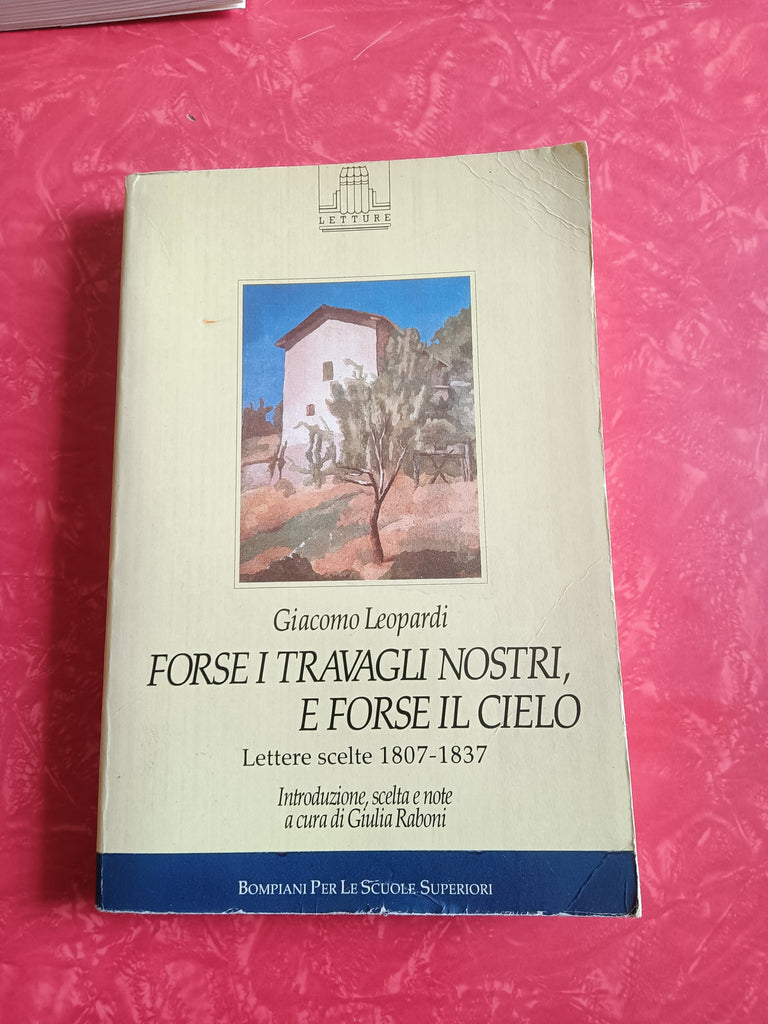 LETTURE
Giacomo Leopardi
FORSE I TRAVAGLI NOSTRI,
E FORSE IL CIELO
Lettere scelte 1807-1837
Introduzione, scelta e note
a cura di Giulia Raboni
BOMPIANI PER LE SCUOLE SUPERIORI